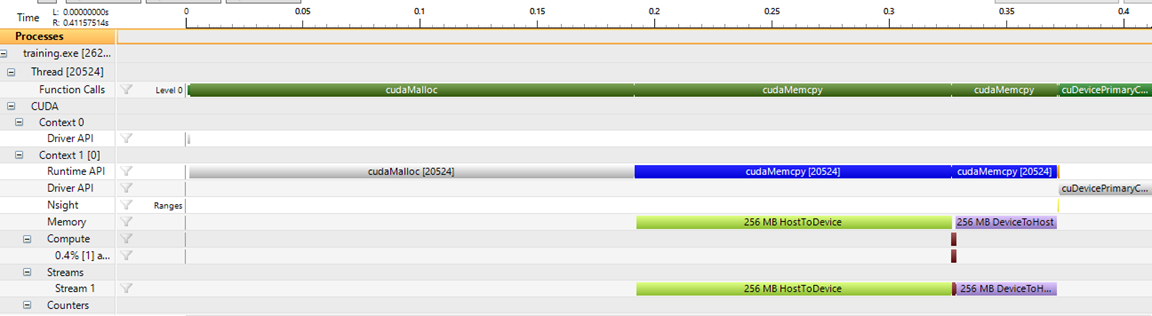 Time L: 0.00000000s R: 0.41157514s 0 0.05 0.1 0.15 0.2 0.25 0.3 0.35 0.4
Processes
training.exe [262...
Thread [20524]
Function Calls Level 0 cudaMalloc cudaMemcpy cudaMemcpy cuDevicePrimaryC...
CUDA
Context 0
Driver API
Context 1 [0]
Runtime API cudaMalloc [20524] cudaMemcpy [20524] cudaMemcpy [20524]
Driver API cuDevicePrimaryC...
Nsight Ranges
Memory 256 MB HostToDevice 256 MB DeviceToHost
Compute
0.4% [1] a...
Streams
Stream 1 256 MB HostToDevice 256 MB DeviceToH...
Counters